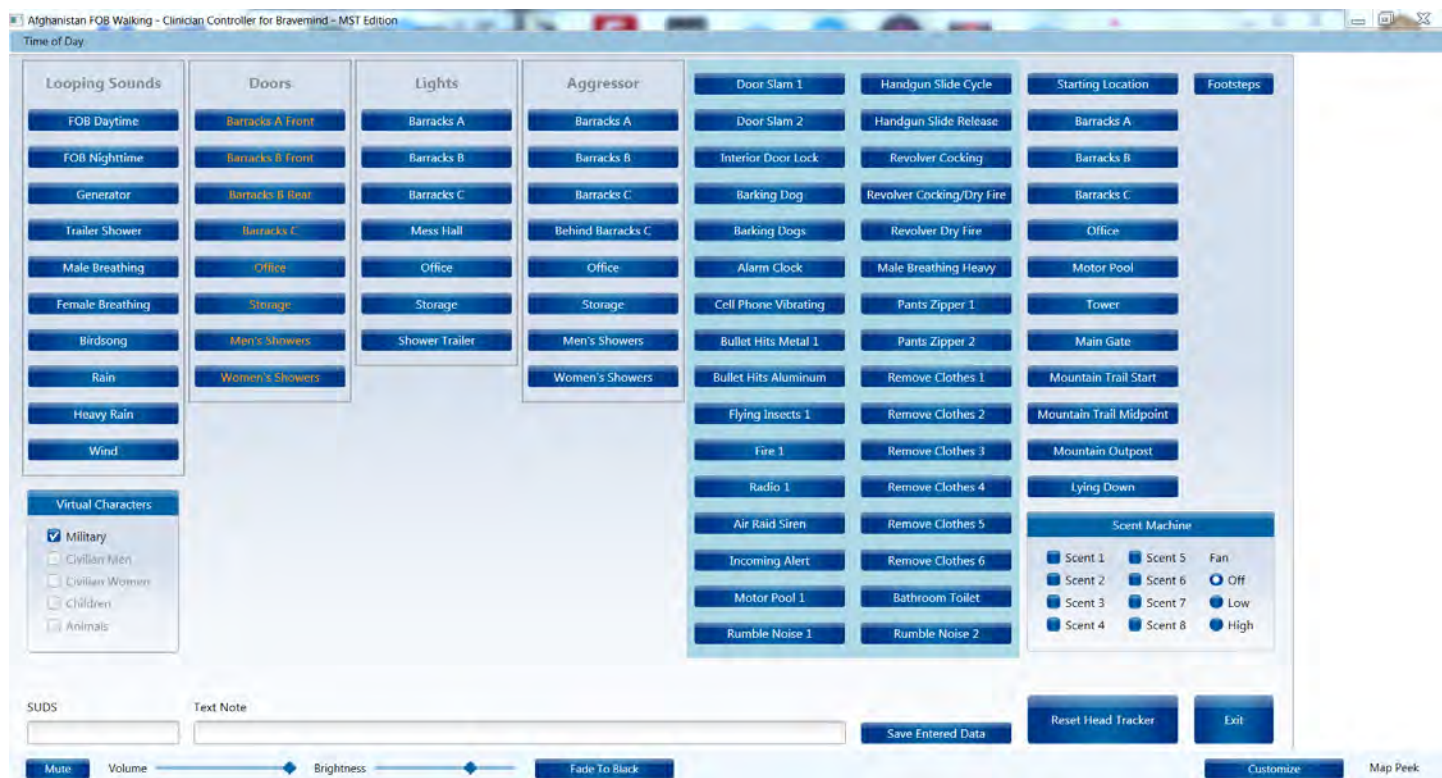 Afghanistan FOB Walking - Clinician Controller for Bravemind - MST Edition
Time of Day
Looping Sounds
FOB Daytime
FOB Nighttime
Generator
Trailer Shower
Male Breathing
Female Breathing
Birdsong
Rain
Heavy Rain
Wind
Doors
Barracks A Front
Barracks B Front
Barracks B Rear
Barracks C
Office
Storage
Men's Showers
Women's Showers
Lights
Barracks A
Barracks B
Barracks C
Mess Hall
Office
Storage
Shower Trailer
Aggressor
Barracks A
Barracks B
Barracks C
Behind Barracks C
Office
Storage
Men's Showers
Women's Showers
Door Slam 1
Door Slam 2
Interior Door Lock
Barking Dog
Barking Dogs
Alarm Clock
Cell Phone Vibrating
Bullet Hits Metal 1
Bullet Hits Aluminum
Flying Insects 1
Fire 1
Radio 1
Air Raid Siren
Incoming Alert
Motor Pool 1
Rumble Noise 1
Handgun Slide Cycle
Handgun Slide Release
Revolver Cocking
Revolver Cocking/Dry Fire
Revolver Dry Fire
Male Breathing Heavy
Pants Zipper 1
Pants Zipper 2
Remove Clothes 1
Remove Clothes 2
Remove Clothes 3
Remove Clothes 4
Remove Clothes 5
Remove Clothes 6
Bathroom Toilet
Rumble Noise 2
Starting Location
Barracks A
Barracks B
Barracks C
Office
Motor Pool
Tower
Main Gate
Mountain Trail Start
Mountain Trail Midpoint
Mountain Outpost
Lying Down
Footsteps
Virtual Characters
Military
Civilian Men
Civilian Women
Children
Animals
Scent Machine
Scent 1 Scent 5 Fan
Scent 2 Scent 6 Off
Scent 3 Scent 7 Low
Scent 4 Scent 8 High
SUDS
Text Note
Save Entered Data
Reset Head Tracker
Exit
Mute
Volume
Brightness
Fade To Black
Customize
Map Peek